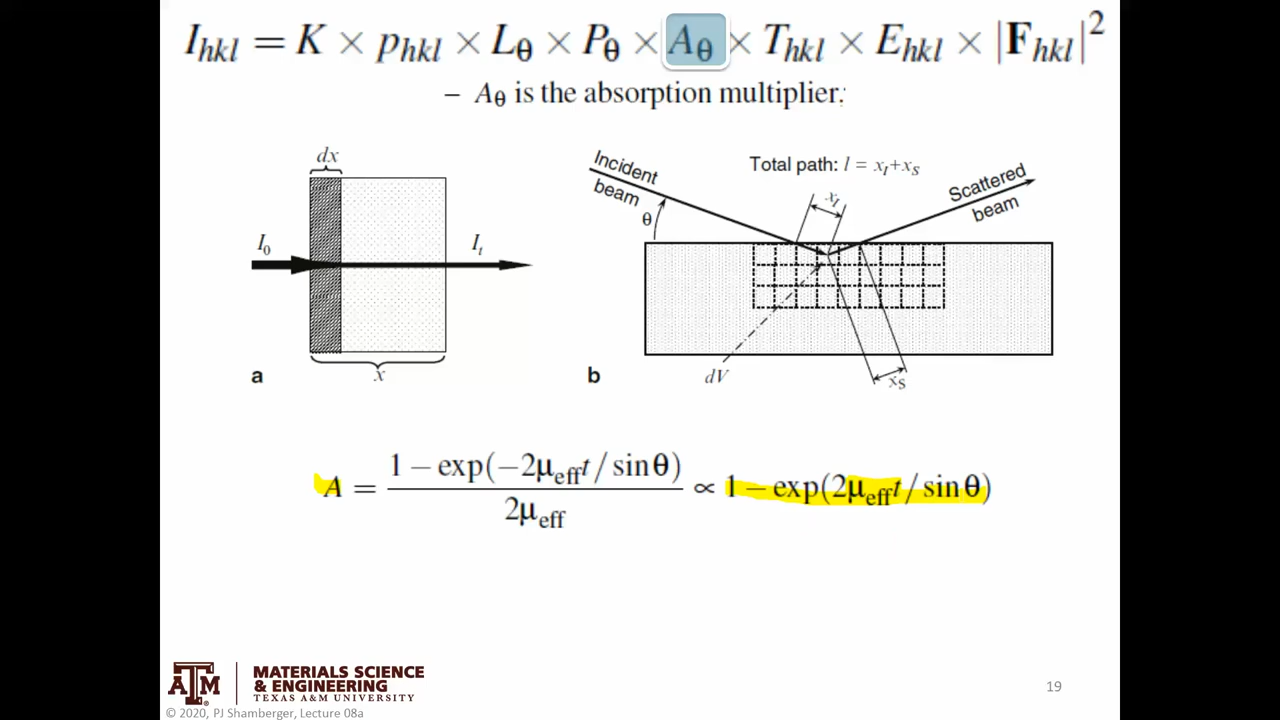 I_hkl = K × p_hkl × L_θ × P_θ × A_θ × T_hkl × E_hkl × |F_hkl|²
– A_θ is the absorption multiplier.
dx
I_0
I_t
x
a
Incident
beam
θ
Total path: l = x_I+x_S
x_I
Scattered
beam
dV
x_S
b
A = 1 − exp(−2μ_eff t / sinθ) / 2μ_eff ∝ 1 − exp(2μ_eff t / sinθ)
ATM
MATERIALS SCIENCE
& ENGINEERING
TEXAS A&M UNIVERSITY
© 2020, PJ Shamberger, Lecture 08a
19